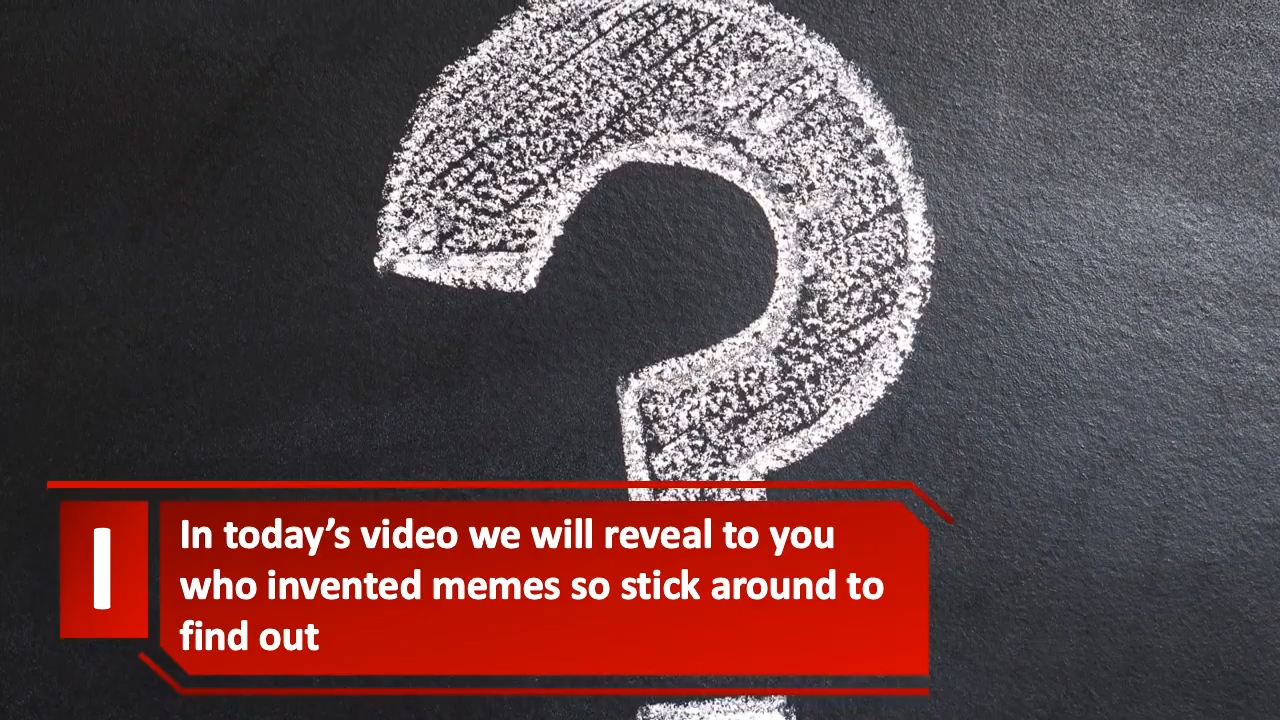 I
In today’s video we will reveal to you
who invented memes so stick around to
find out